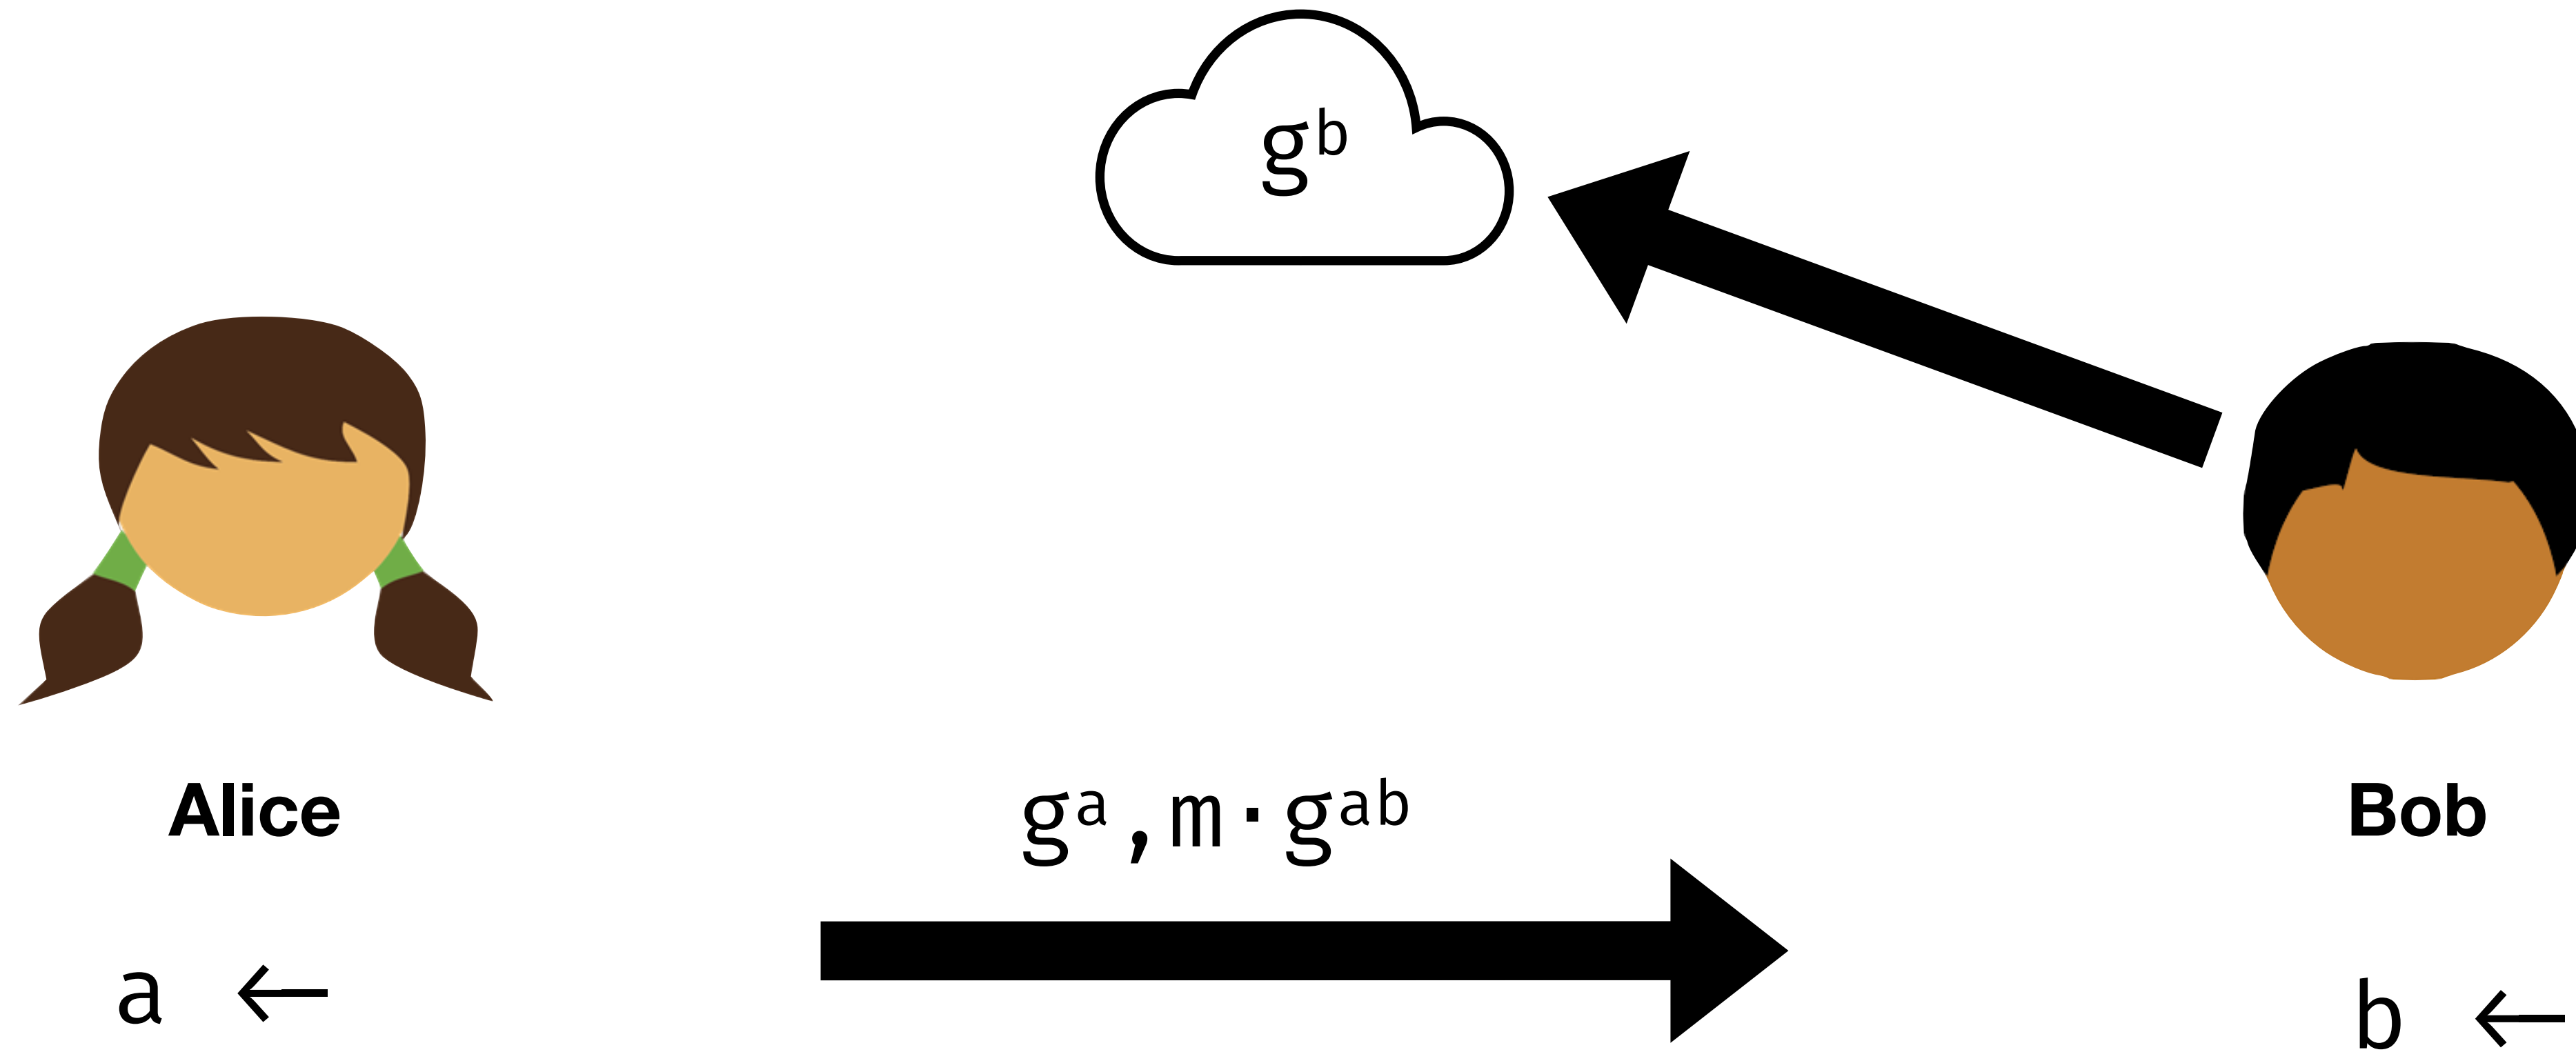 gᵇ
Alice
gᵃ,m·gᵃᵇ
Bob
a ←
b ←